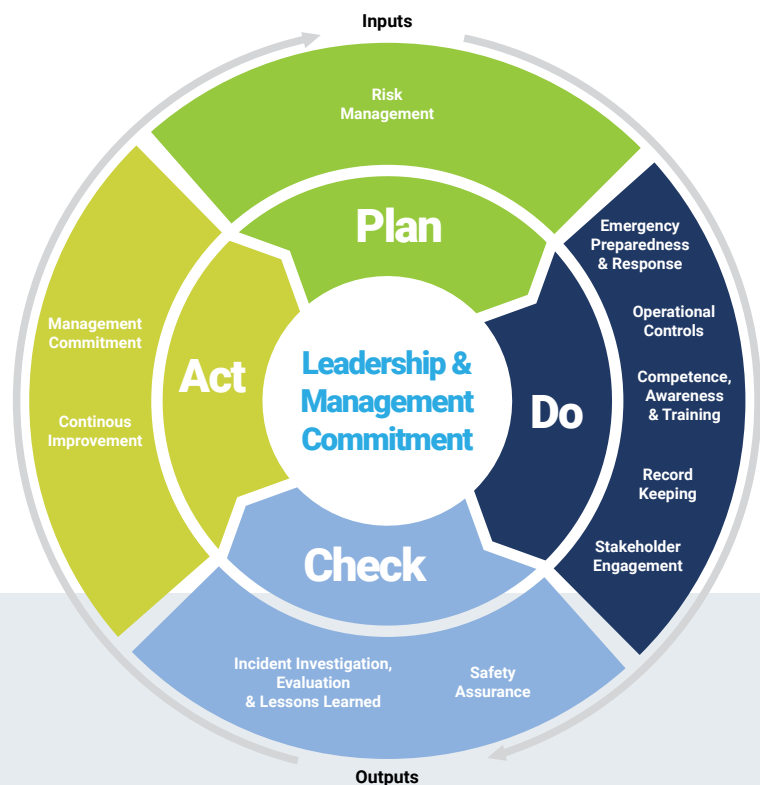 Inputs
Risk
Management
Plan
Emergency
Preparedness
& Response
Operational
Controls
Competence,
Awareness
& Training
Record
Keeping
Stakeholder
Engagement
Do
Leadership &
Management
Commitment
Act
Management
Commitment
Continous
Improvement
Check
Incident Investigation,
Evaluation
& Lessons Learned
Safety
Assurance
Outputs